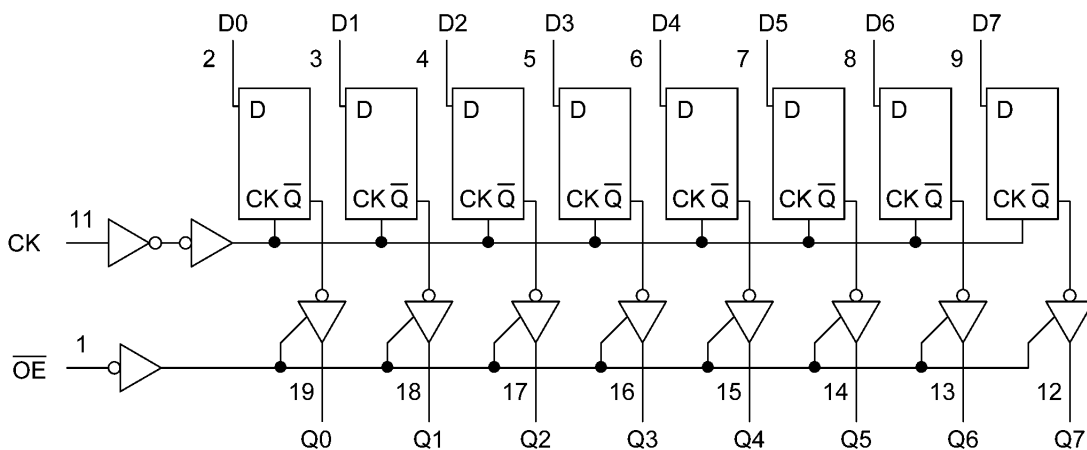 D0 D1 D2 D3 D4 D5 D6 D7
2 3 4 5 6 7 8 9
D D D D D D D D
CK Q̅ CK Q̅ CK Q̅ CK Q̅ CK Q̅ CK Q̅ CK Q̅ CK Q̅
11
CK
1
O̅E̅
19 18 17 16 15 14 13 12
Q0 Q1 Q2 Q3 Q4 Q5 Q6 Q7